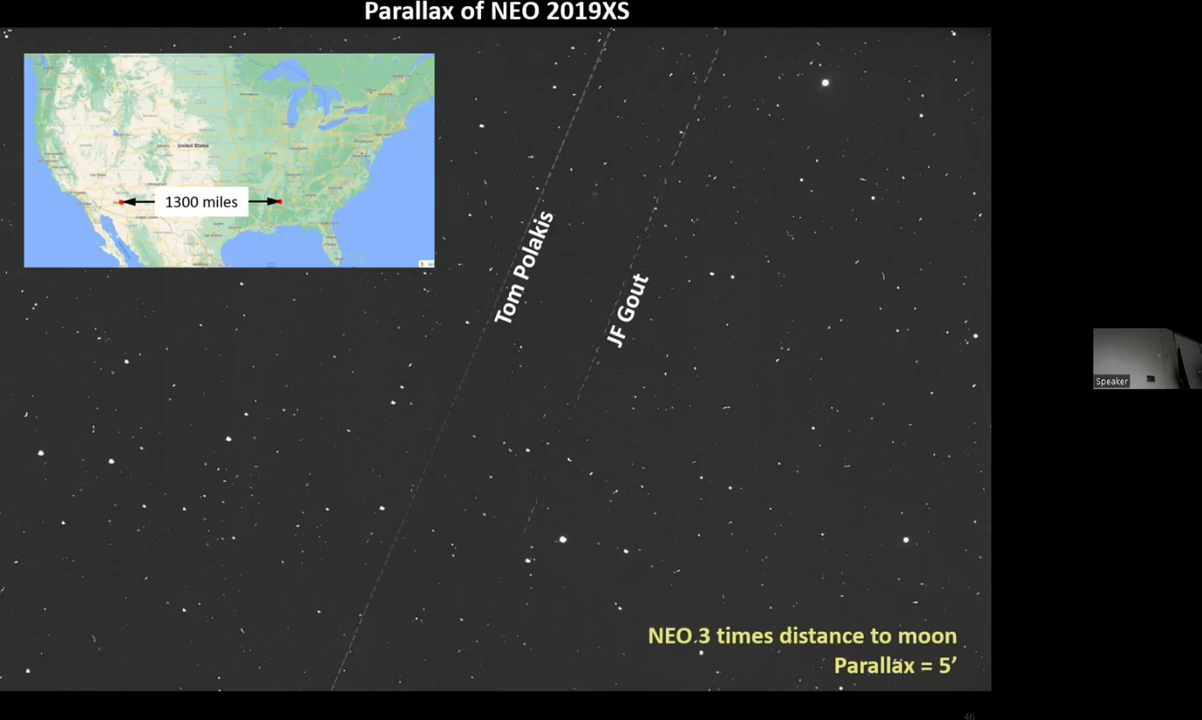 Parallax of NEO 2019XS
United States
1300 miles
Tom Polakis
JF Gout
Speaker
NEO 3 times distance to moon
Parallax = 5’
46